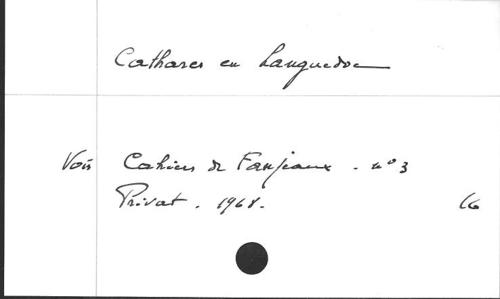 Cathares en Languedoc
Voir Cahiers de Fanjeaux - n° 3
Privat - 1968.